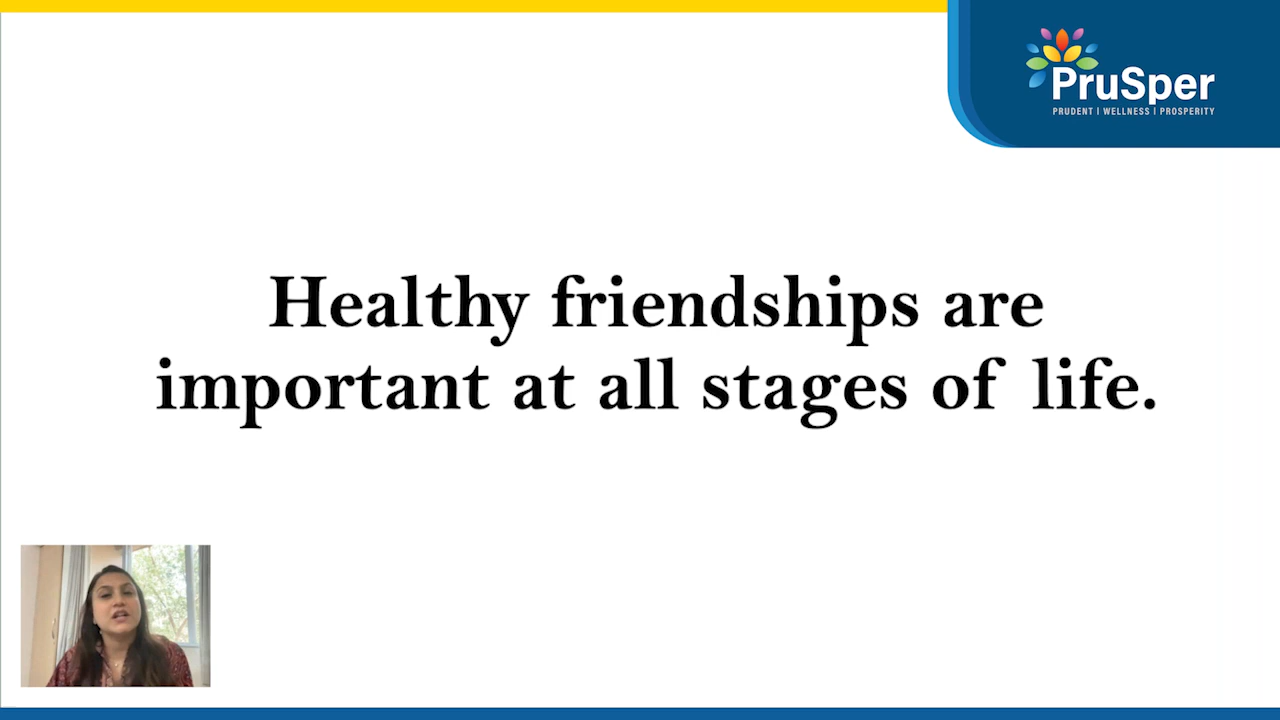 PruSper
PRUDENT | WELLNESS | PROSPERITY
Healthy friendships are
important at all stages of life.